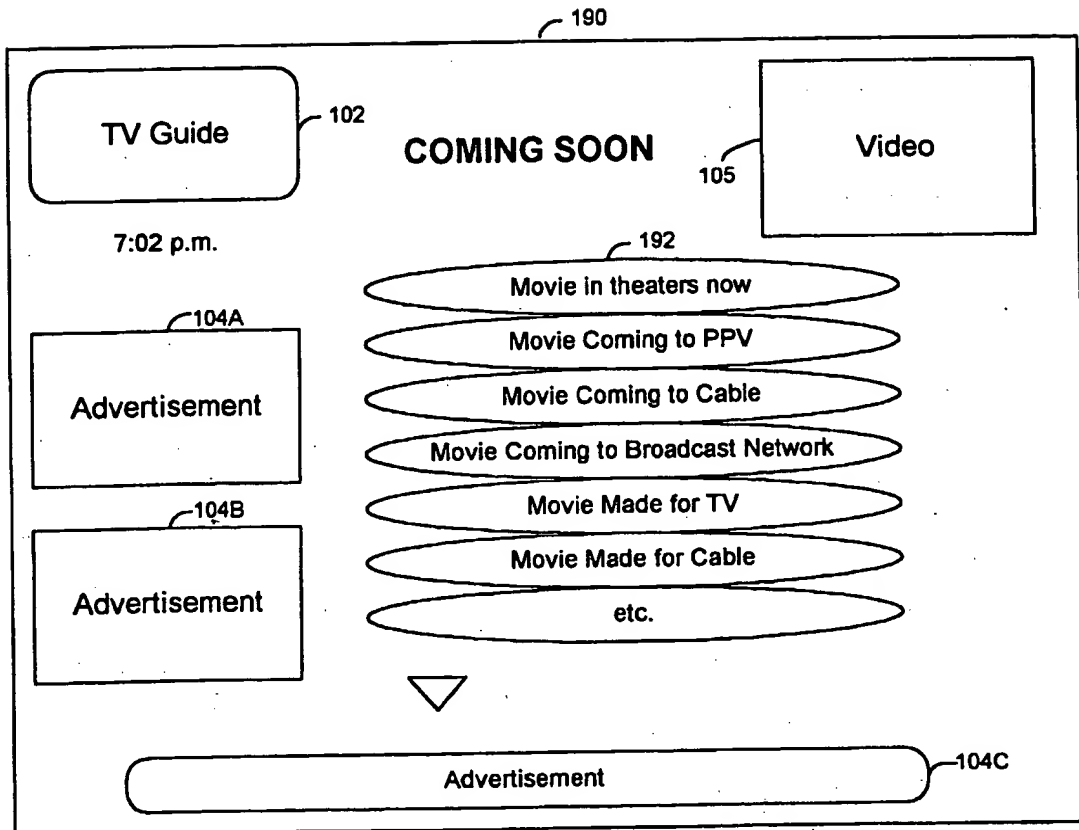 190
TV Guide
102
COMING SOON
105
Video
7:02 p.m.
192
Movie in theaters now
Movie Coming to PPV
Movie Coming to Cable
Movie Coming to Broadcast Network
Movie Made for TV
Movie Made for Cable
etc.
104A
Advertisement
104B
Advertisement
Advertisement
104C